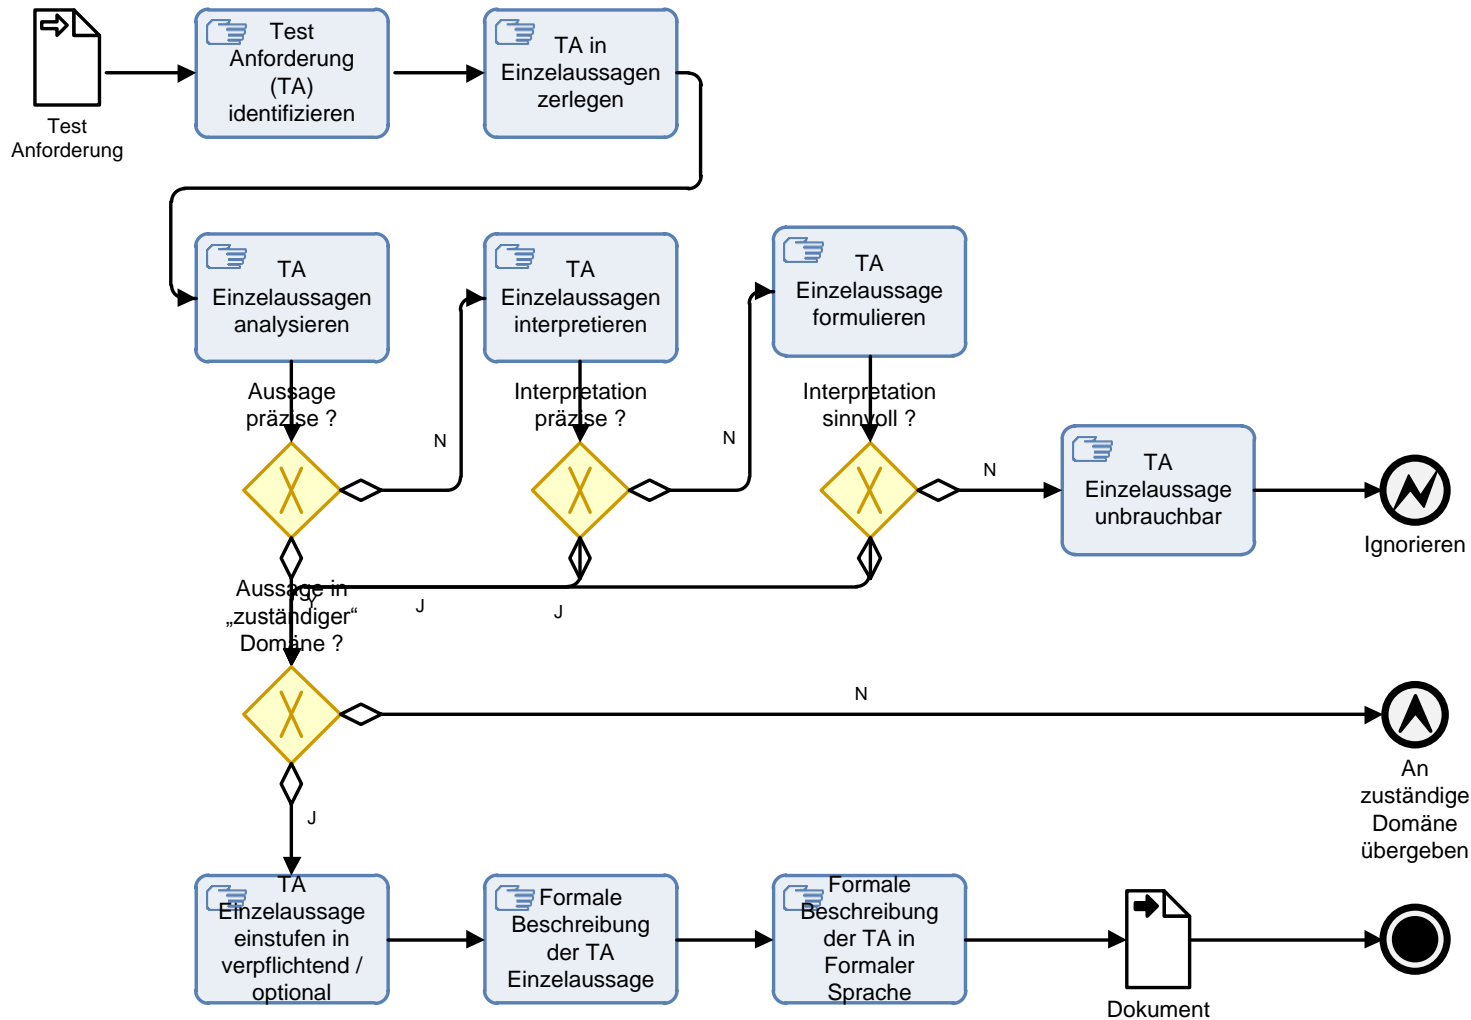 Test
Anforderung
Test
Anforderung
(TA)
identifizieren
TA in
Einzelaussagen
zerlegen
TA
Einzelaussagen
analysieren
TA
Einzelaussagen
interpretieren
TA
Einzelaussage
formulieren
Aussage
präzise ?
N
Interpretation
präzise ?
N
Interpretation
sinnvoll ?
N
TA
Einzelaussage
unbrauchbar
Ignorieren
Y
J
J
Aussage in
„zuständiger“
Domäne ?
N
An
zuständige
Domäne
übergeben
J
TA
Einzelaussage
einstufen in
verpflichtend /
optional
Formale
Beschreibung
der TA
Einzelaussage
Formale
Beschreibung
der TA in
Formaler
Sprache
Dokument